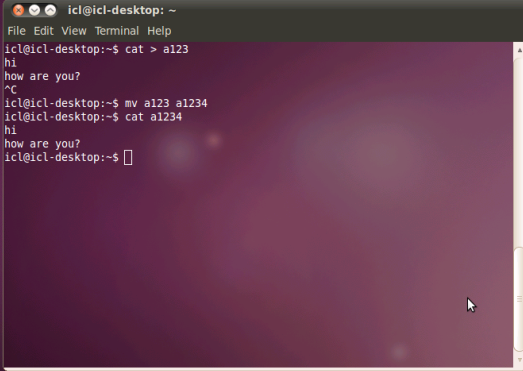 icl@icl-desktop: ~
File Edit View Terminal Help
icl@icl-desktop:~$ cat > a123
hi
how are you?
^C
icl@icl-desktop:~$ mv a123 a1234
icl@icl-desktop:~$ cat a1234
hi
how are you?
icl@icl-desktop:~$